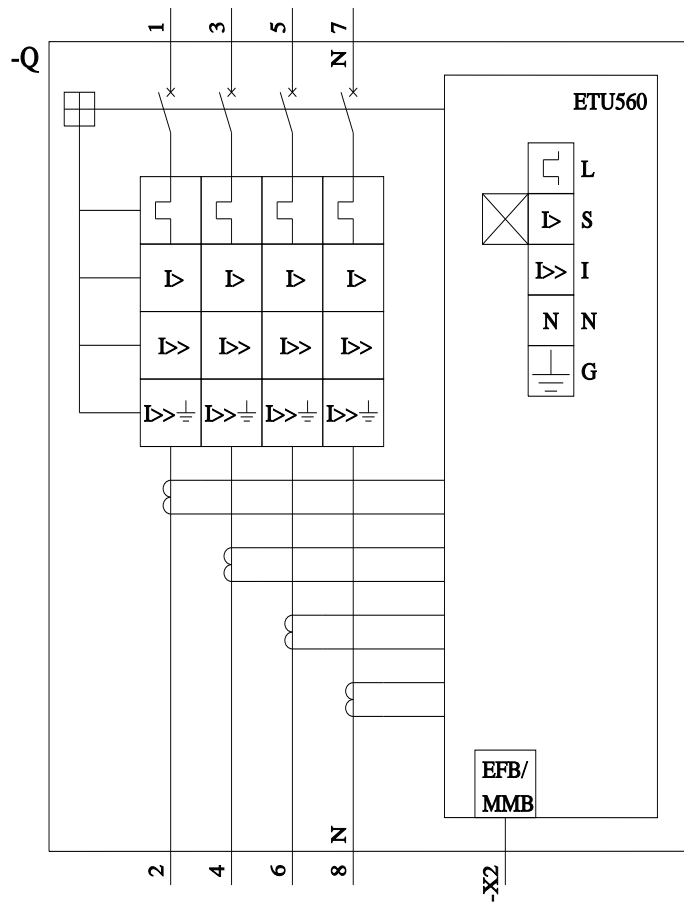 1 3 5 7
N
-Q
ETU560
L
I> S
I> I> I> I>
I>> I
I>> I>> I>> I>>
N N
G
I>> I>> I>> I>>
EFB/
MMB
N
2 4 6 8
-X2